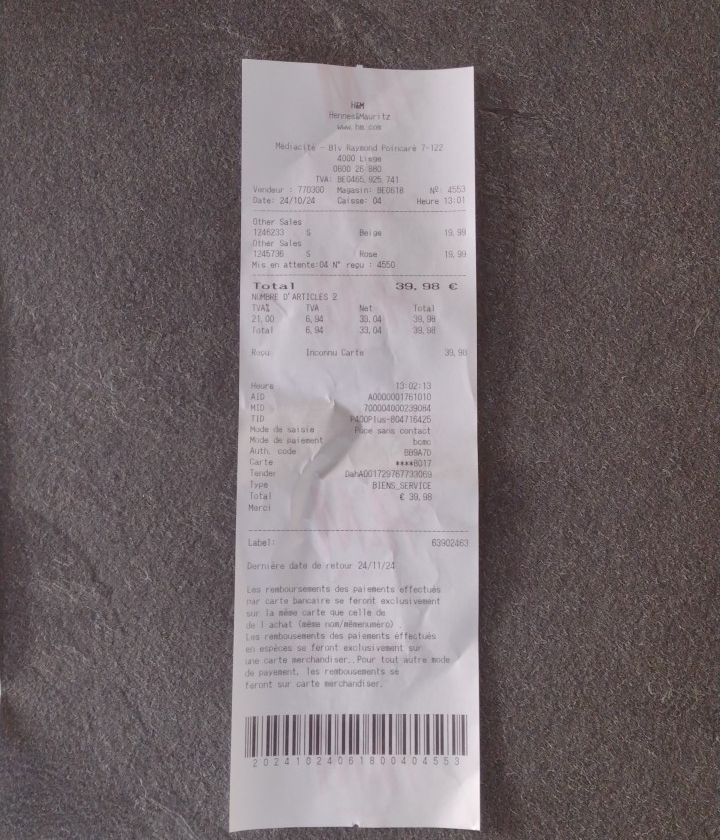 H&M
Hennes&Mauritz
www.hm.com
Médiacité - Blv Raymond Poincare 7-122
4000 Liege
0800 26 880
TVA: BE0465.925.741
Vendeur : 770300 Magasin: BE0618 Nº: 4553
Date: 24/10/24 Caisse: 04 Heure 13:01
Other Sales
1246233 S Beige 19,99
Other Sales
1245736 S Rose 19,99
Mis en attente:04 N° reçu : 4550
Total 39,98 €
NOMBRE D'ARTICLES 2
TVA% TVA Net Total
21,00 6,94 33,04 39,98
Total 6,94 33,04 39,98
Reçu Inconnu Carte 39,98
Heure 13:02:13
AID A0000001761010
MID 700004000239084
TID P400Plus-804716425
Mode de saisie Puce sans contact
Mode de paiement bcmc
Auth. code BB9A7D
Carte ****8017
Tender OahA001729767733069
Type BIENS_SERVICE
Total € 39,98
Merci
Label: 63902463
Dernière date de retour 24/11/24
Les remboursements des paiements effectués
par carte bancaire se feront exclusivement
sur la même carte que celle de
de l achat (même nom/mêmenuméro) .
Les rembousements des paiements éffectués
en espèces se feront exclusivement sur
une carte merchandiser..Pour tout autre mode
de payement, les rembousements se
feront sur carte merchandiser.
20241024061800404553